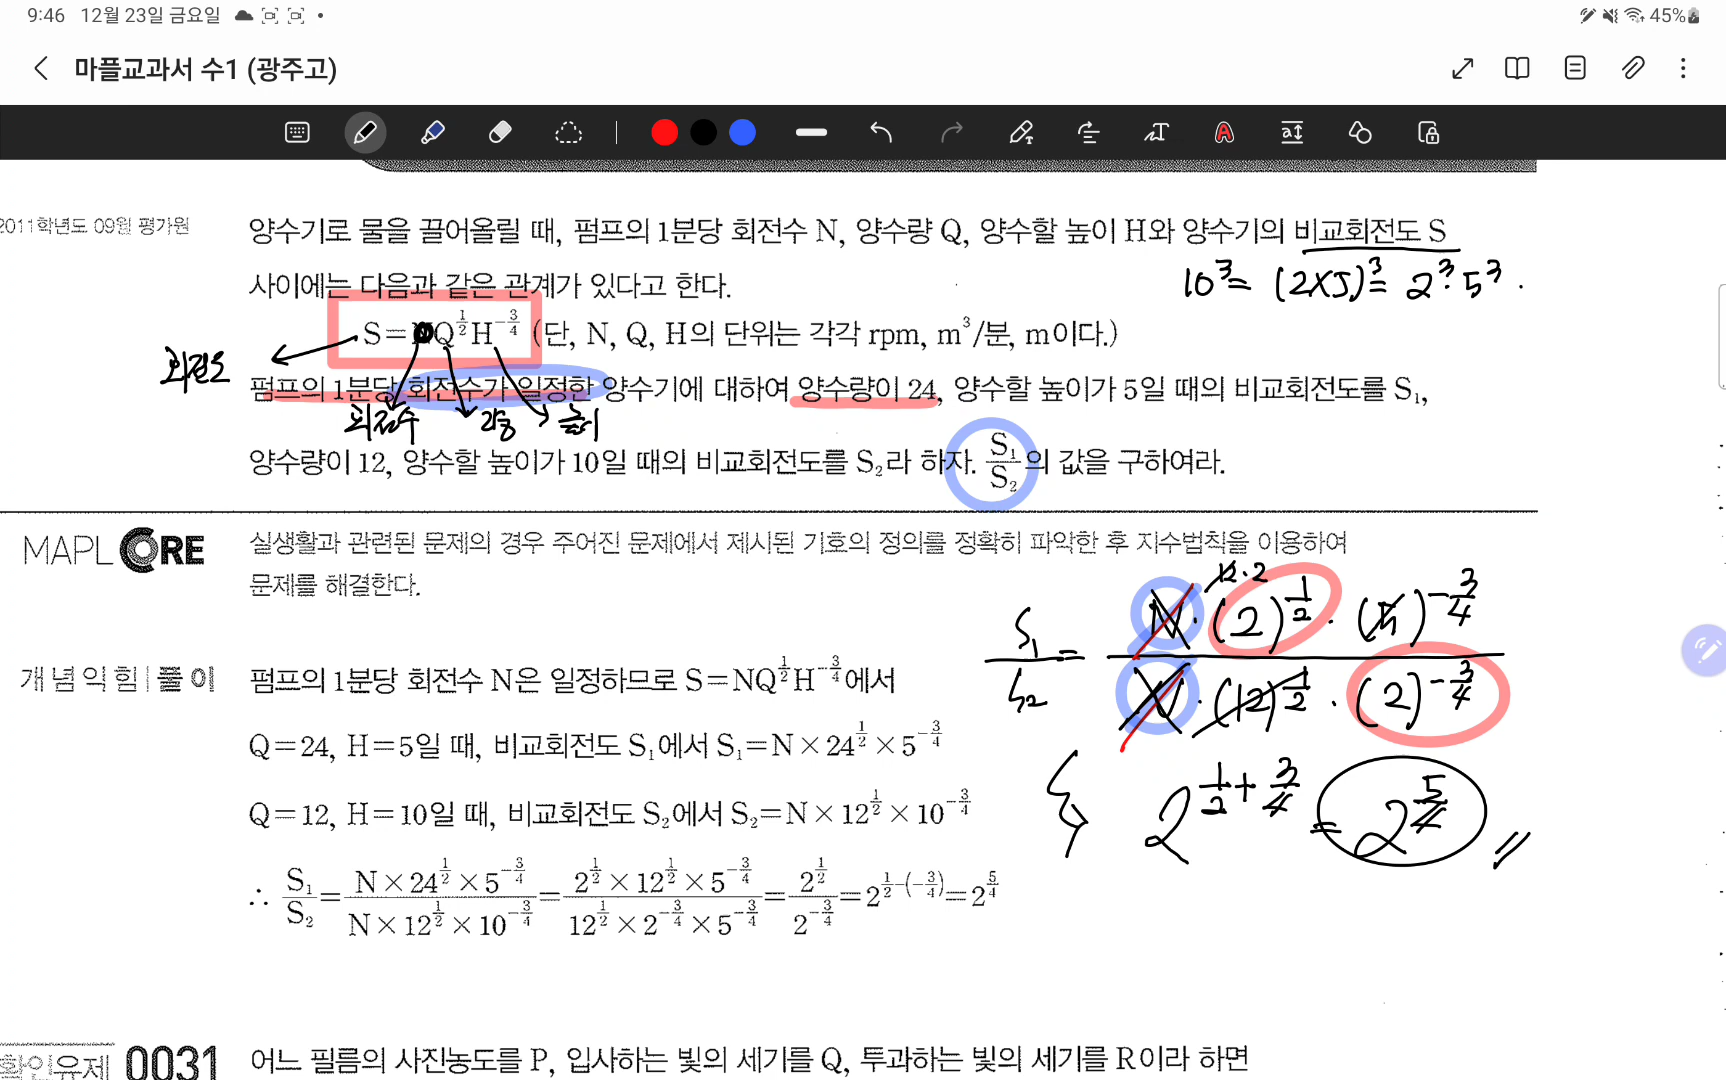 9:46 12월 23일 금요일
45%
마플교과서 수1 (광주고)
2011학년도 09월 평가원
양수기로 물을 끌어올릴 때, 펌프의 1분당 회전수 N, 양수량 Q, 양수할 높이 H와 양수기의 비교회전도 S
사이에는 다음과 같은 관계가 있다고 한다.
10³ = (2×5)³ = 2³·5³.
S=NQ^{1/2}H^{-3/4} (단, N, Q, H의 단위는 각각 rpm, m³/분, m이다.)
회전도
펌프의 1분당 회전수가 일정한 양수기에 대하여 양수량이 24, 양수할 높이가 5일 때의 비교회전도를 S₁,
회전수 높이
양수량이 12, 양수할 높이가 10일 때의 비교회전도를 S₂라 하자. S₁/S₂의 값을 구하여라.
MAPL CORE
실생활과 관련된 문제의 경우 주어진 문제에서 제시된 기호의 정의를 정확히 파악한 후 지수법칙을 이용하여
문제를 해결한다.
12·2
S₁/S₂ = N·(2)^{1/2}·(5)^{-3/4} / N·(12)^{1/2}·(2)^{-3/4}
2^{1/2+3/4} = 2^{5/4}
개념익힘|풀이
펌프의 1분당 회전수 N은 일정하므로 S=NQ^{1/2}H^{-3/4}에서
Q=24, H=5일 때, 비교회전도 S₁에서 S₁=N×24^{1/2}×5^{-3/4}
Q=12, H=10일 때, 비교회전도 S₂에서 S₂=N×12^{1/2}×10^{-3/4}
∴ S₁/S₂ = N×24^{1/2}×5^{-3/4} / N×12^{1/2}×10^{-3/4} = 2^{1/2}×12^{1/2}×5^{-3/4} / 12^{1/2}×2^{-3/4}×5^{-3/4} = 2^{1/2} / 2^{-3/4} = 2^{1/2-(-3/4)} = 2^{5/4}
확인유제 0031
어느 필름의 사진농도를 P, 입사하는 빛의 세기를 Q, 투과하는 빛의 세기를 R이라 하면